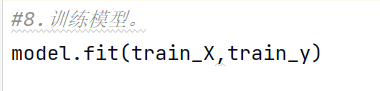 #8.训练模型。
model.fit(train_X,train_y)